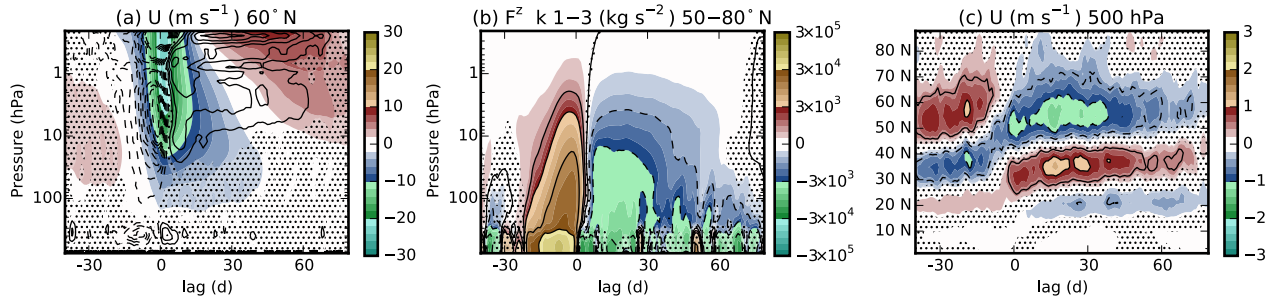 (a) U (m s⁻¹) 60°N
(b) Fᶻ k 1−3 (kg s⁻²) 50−80°N
(c) U (m s⁻¹) 500 hPa
Pressure (hPa)
1
10
100
-30
0
30
60
lag (d)
30
20
10
0
−10
−20
−30
Pressure (hPa)
1
10
100
-30
0
30
60
lag (d)
3×10⁵
3×10⁴
3×10³
0
−3×10³
−3×10⁴
−3×10⁵
80 N
70 N
60 N
50 N
40 N
30 N
20 N
10 N
-30
0
30
60
lag (d)
3
2
1
0
−1
−2
−3